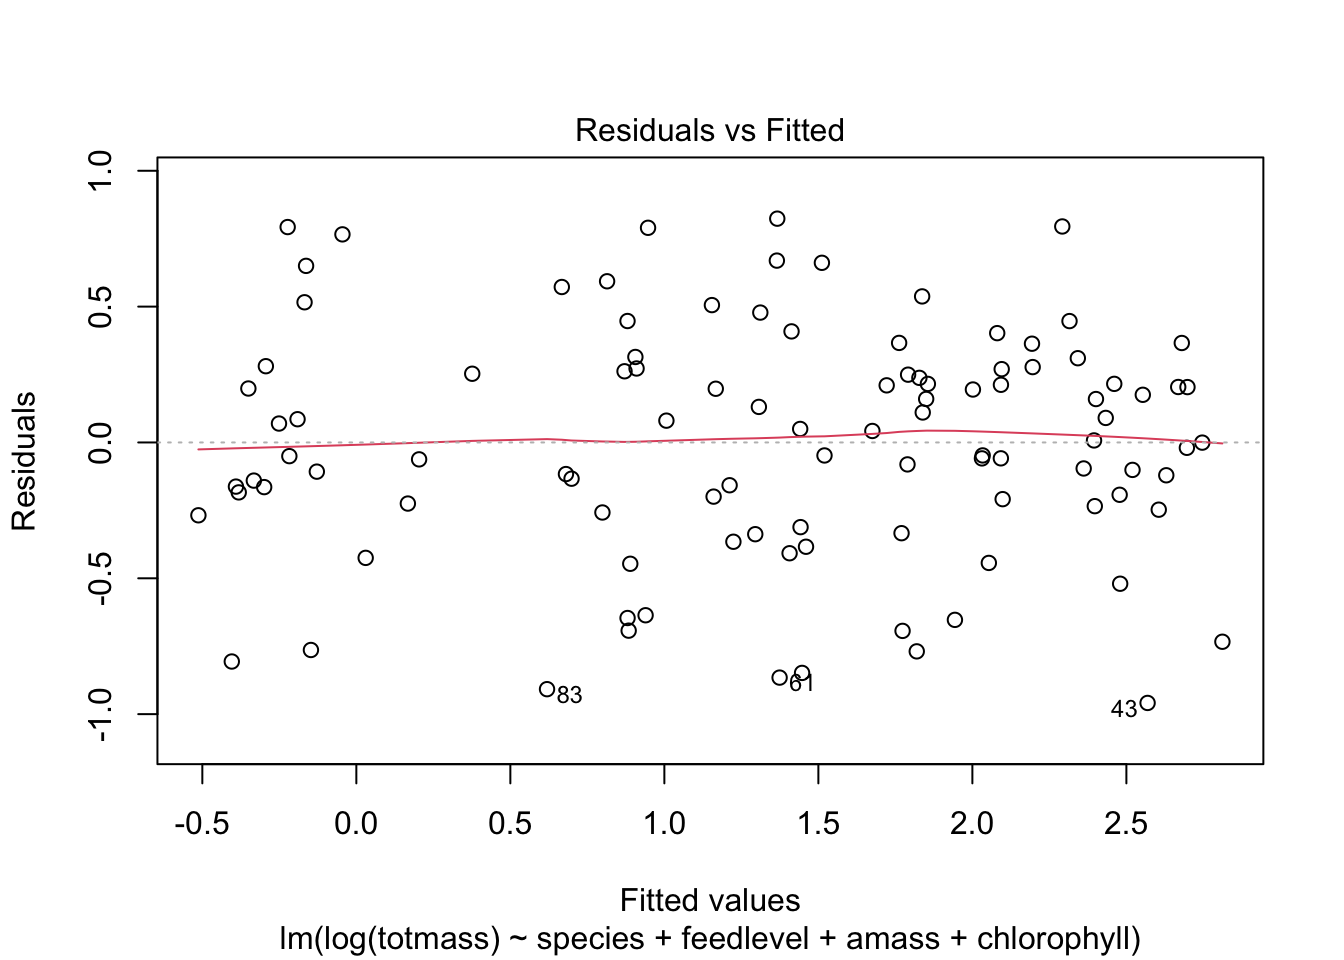 Residuals vs Fitted
1.0
0.5
0.0
-0.5
-1.0
Residuals
83
61
43
-0.5 0.0 0.5 1.0 1.5 2.0 2.5
Fitted values
lm(log(totmass) ~ species + feedlevel + amass + chlorophyll)